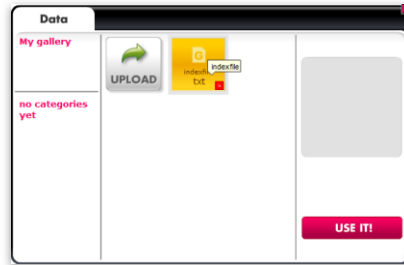 Data
My gallery
no categories
yet
UPLOAD
indexfile
txt
indexfile
USE IT!